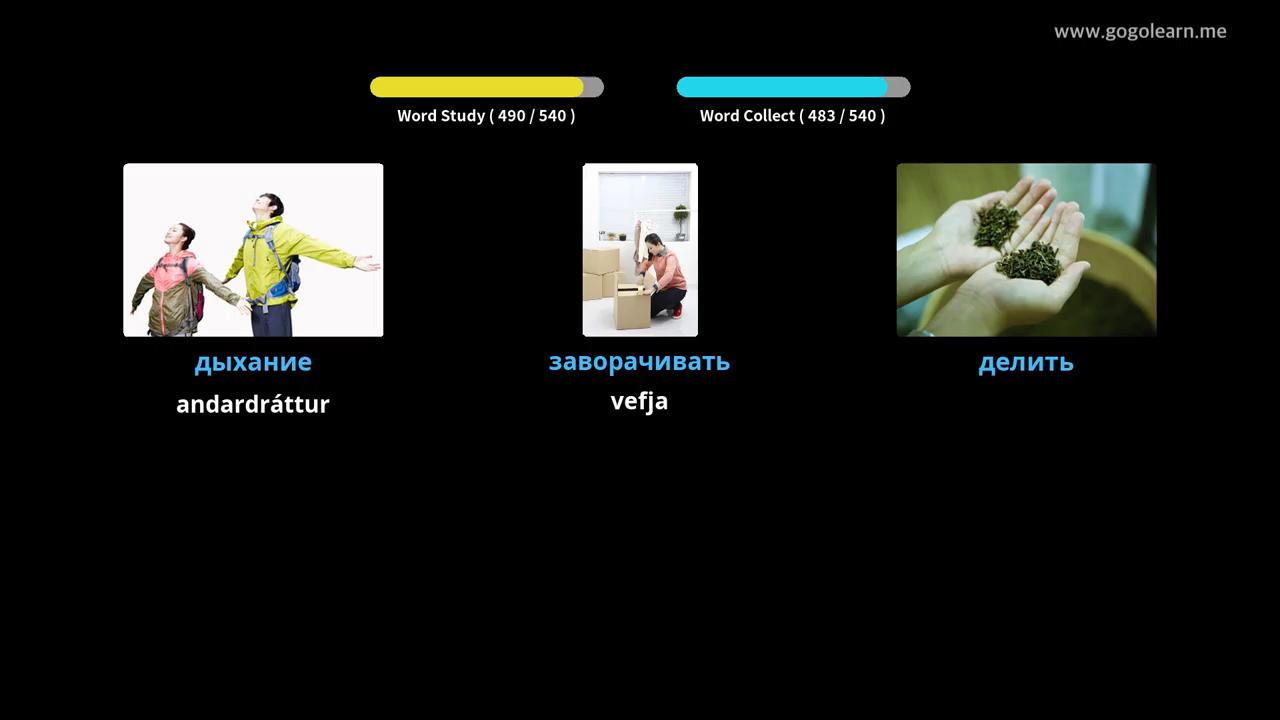 www.gogolearn.me
Word Study ( 490 / 540 )
Word Collect ( 483 / 540 )
дыхание
andardráttur
заворачивать
vefja
делить